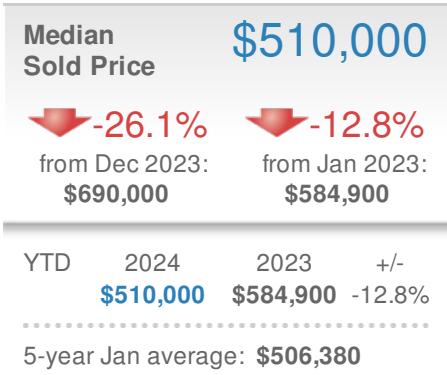 Median
Sold Price
$510,000
-26.1% -12.8%
from Dec 2023: from Jan 2023:
$690,000 $584,900
YTD 2024 2023 +/-
$510,000 $584,900 -12.8%
5-year Jan average: $506,380